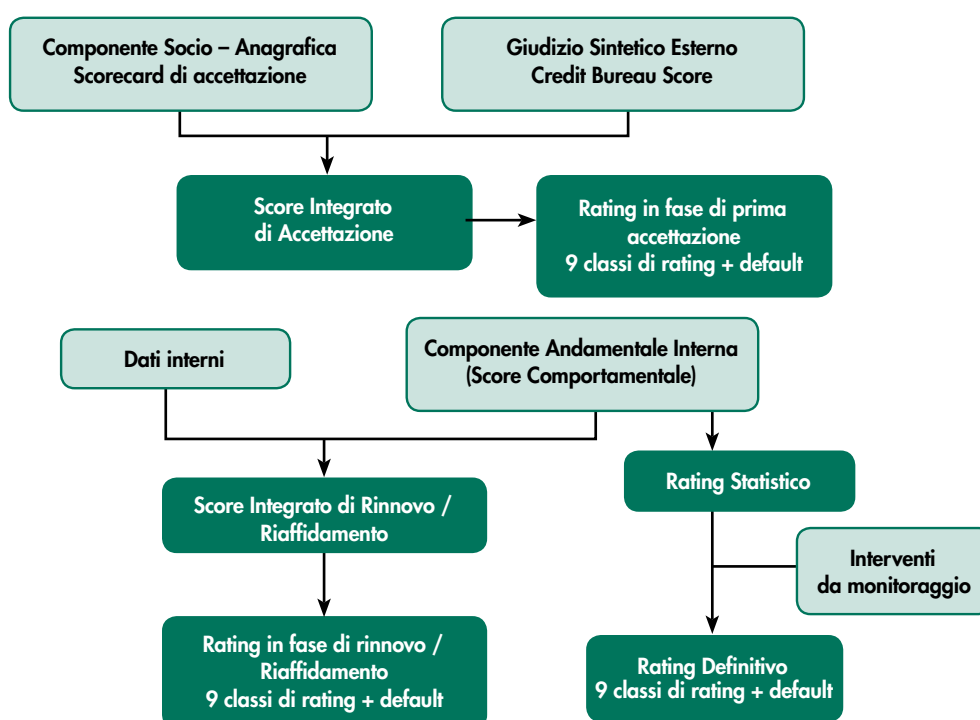 Componente Socio – Anagrafica
Scorecard di accettazione
Giudizio Sintetico Esterno
Credit Bureau Score
Score Integrato
di Accettazione
Rating in fase di prima
accettazione
9 classi di rating + default
Dati interni
Componente Andamentale Interna
(Score Comportamentale)
Score Integrato di Rinnovo /
Riaffidamento
Rating Statistico
Interventi
da monitoraggio
Rating in fase di rinnovo /
Riaffidamento
9 classi di rating + default
Rating Definitivo
9 classi di rating + default